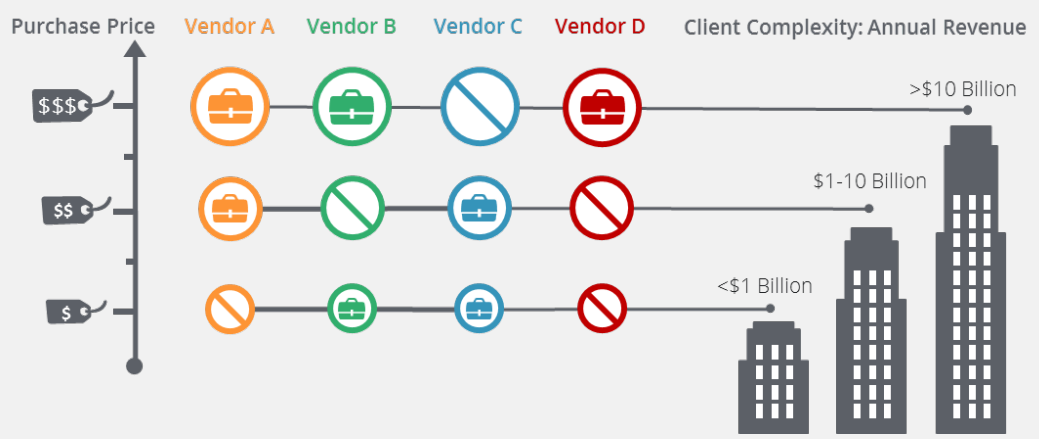 Purchase Price Vendor A Vendor B Vendor C Vendor D Client Complexity: Annual Revenue
$$$ >$10 Billion
$$ $1-10 Billion
<$1 Billion
$